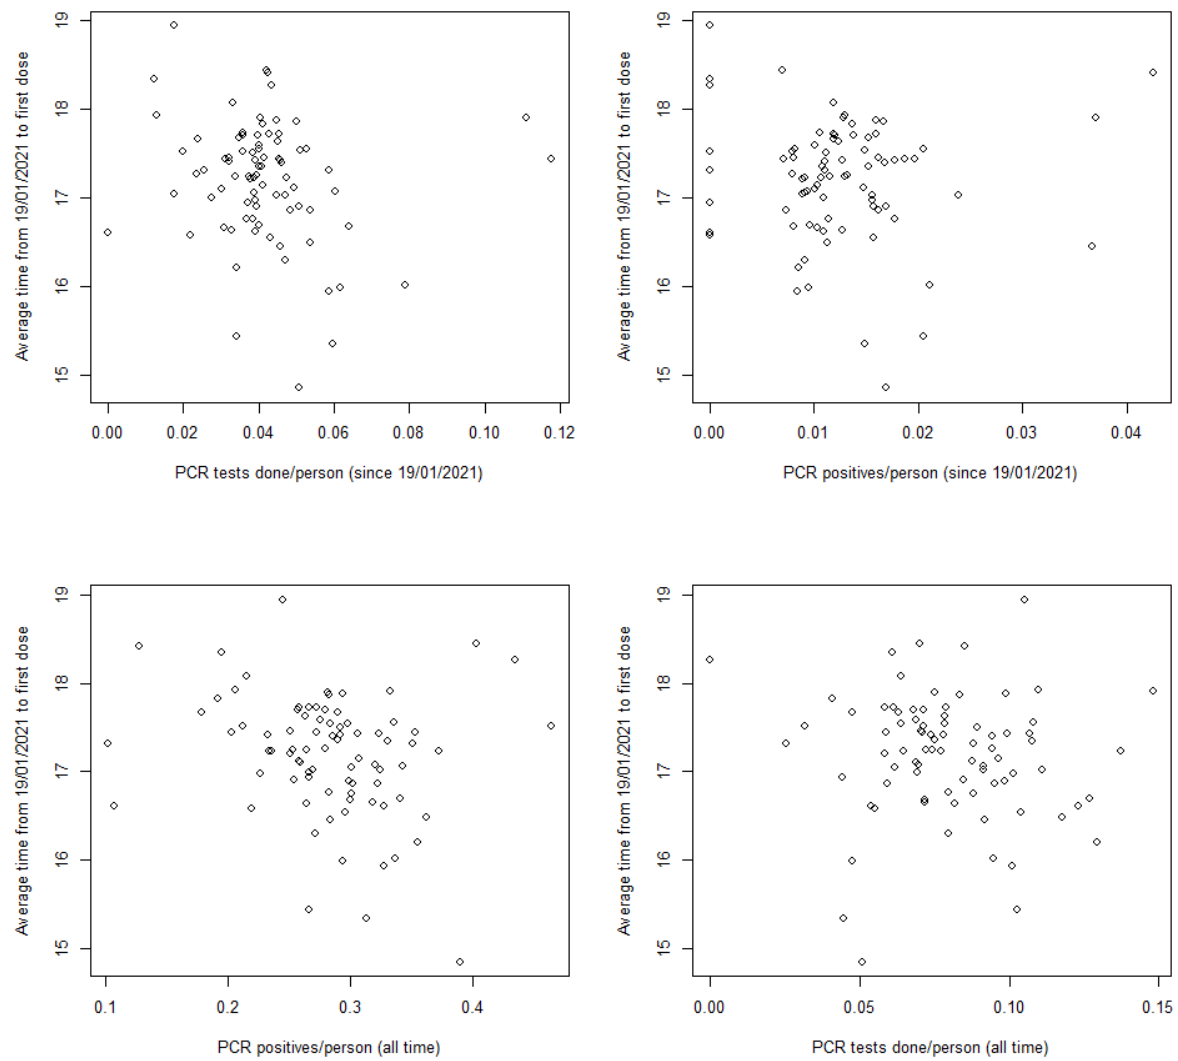 19
18
17
16
15
Average time from 19/01/2021 to first dose
0.00 0.02 0.04 0.06 0.08 0.10 0.12
PCR tests done/person (since 19/01/2021)
19
18
17
16
15
Average time from 19/01/2021 to first dose
0.00 0.01 0.02 0.03 0.04
PCR positives/person (since 19/01/2021)
19
18
17
16
15
Average time from 19/01/2021 to first dose
0.1 0.2 0.3 0.4
PCR positives/person (all time)
19
18
17
16
15
Average time from 19/01/2021 to first dose
0.00 0.05 0.10 0.15
PCR tests done/person (all time)